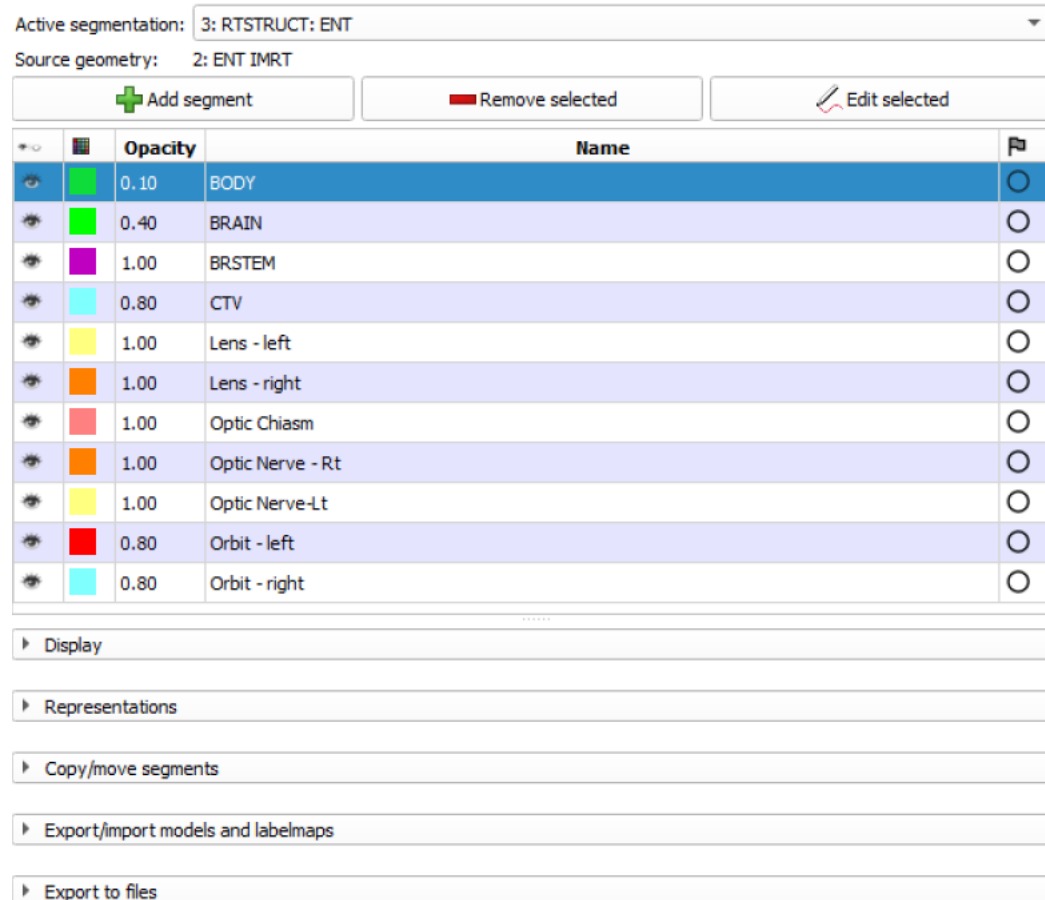 Active segmentation: 3: RTSTRUCT: ENT
Source geometry: 2: ENT IMRT
Add segment Remove selected Edit selected
Opacity Name
0.10 BODY
0.40 BRAIN
1.00 BRSTEM
0.80 CTV
1.00 Lens - left
1.00 Lens - right
1.00 Optic Chiasm
1.00 Optic Nerve - Rt
1.00 Optic Nerve-Lt
0.80 Orbit - left
0.80 Orbit - right
Display
Representations
Copy/move segments
Export/import models and labelmaps
Export to files